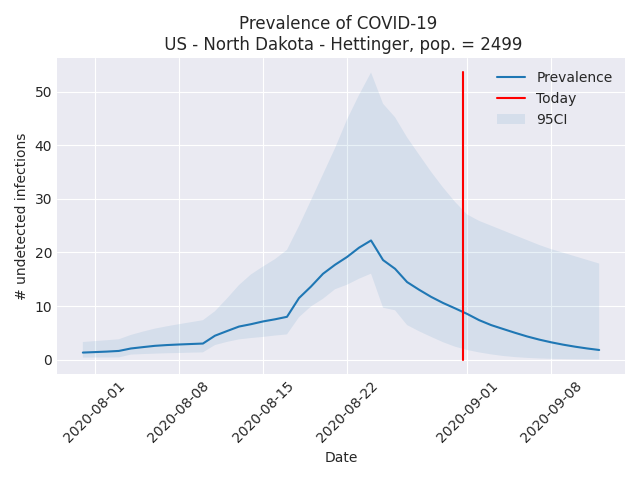 Prevalence of COVID-19
US - North Dakota - Hettinger, pop. = 2499
Prevalence
Today
95CI
# undetected infections
50
40
30
20
10
0
2020-08-01
2020-08-08
2020-08-15
2020-08-22
2020-09-01
2020-09-08
Date